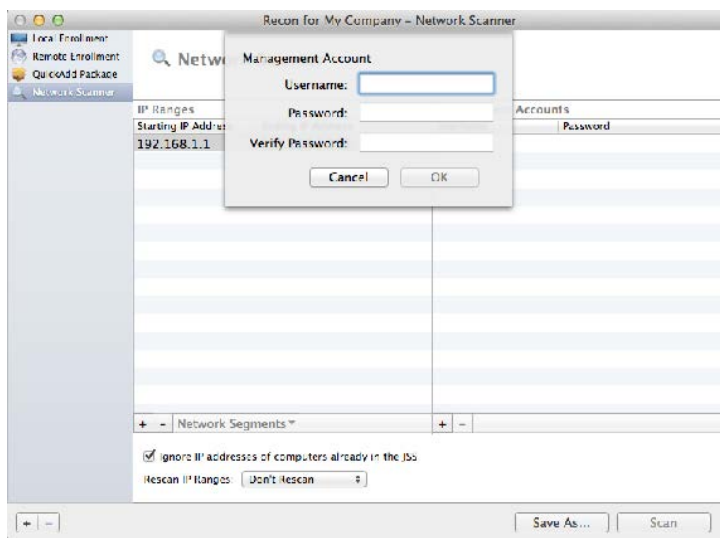 Recon for My Company – Network Scanner
Local Enrollment
Remote Enrollment
QuickAdd Package
Network Scanner
Netw
Management Account
Username:
Password:
Verify Password:
Cancel
OK
IP Ranges
Accounts
Starting IP Addres
Password
192.168.1.1
+ - Network Segments
+ -
Ignore IP addresses of computers already in the JSS
Rescan IP Ranges: Don't Rescan
+ -
Save As...
Scan